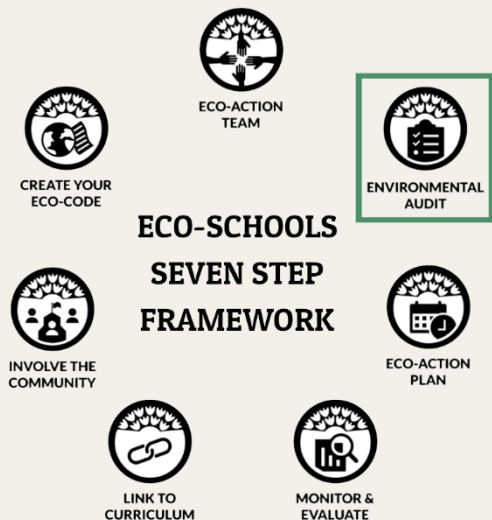 ECO-ACTION
TEAM
ENVIRONMENTAL
AUDIT
ECO-ACTION
PLAN
MONITOR &
EVALUATE
LINK TO
CURRICULUM
INVOLVE THE
COMMUNITY
CREATE YOUR
ECO-CODE
ECO-SCHOOLS
SEVEN STEP
FRAMEWORK